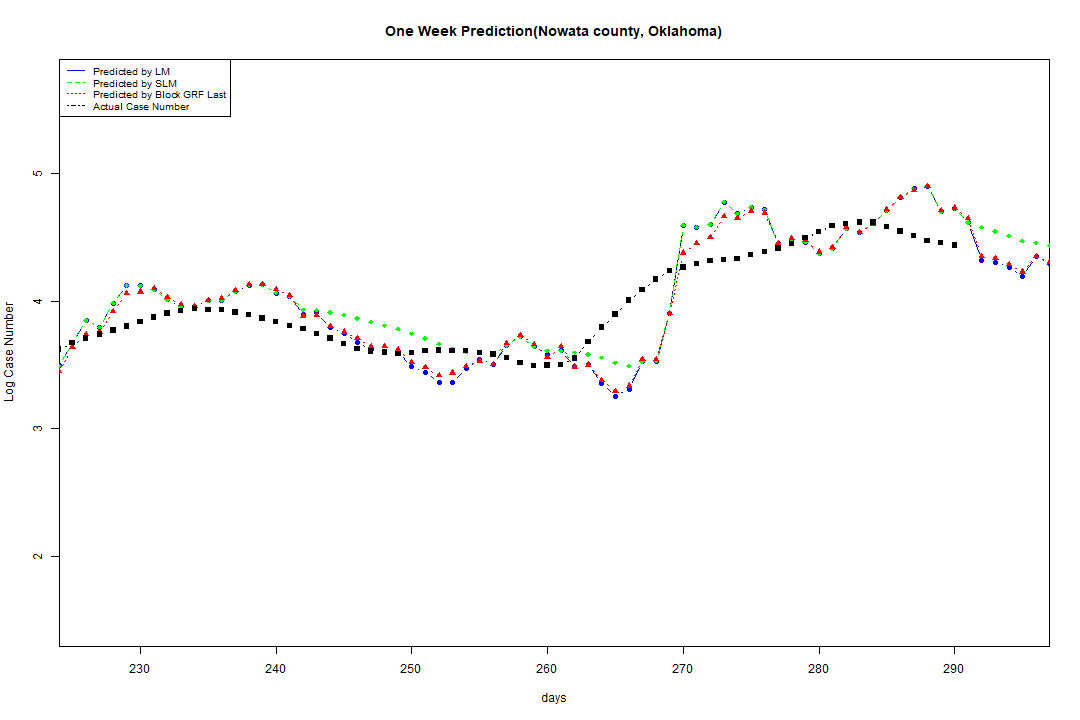 One Week Prediction(Nowata county, Oklahoma)
Predicted by LM
Predicted by SLM
Predicted by Block GRF Last
Actual Case Number
5
4
3
2
Log Case Number
230 240 250 260 270 280 290
days